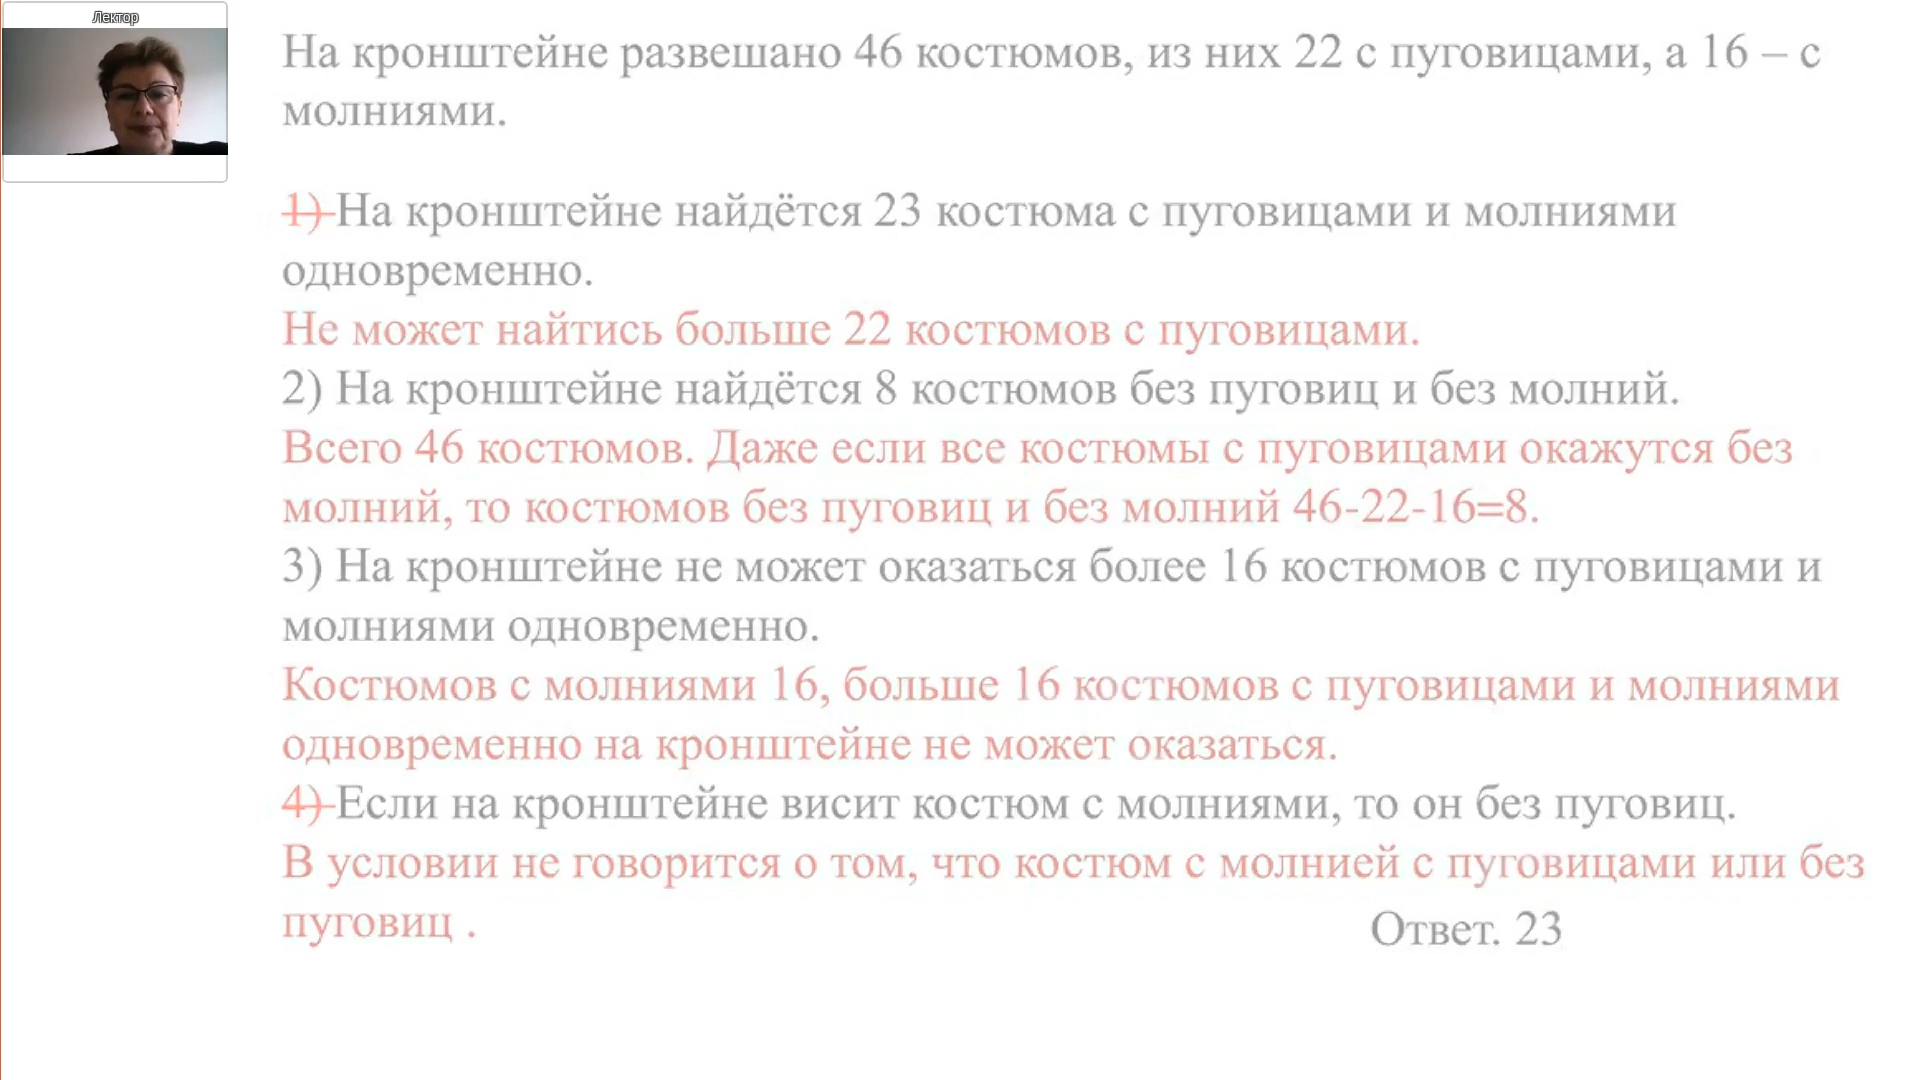 Лектор
На кронштейне развешано 46 костюмов, из них 22 с пуговицами, а 16 – с
молниями.
1) На кронштейне найдётся 23 костюма с пуговицами и молниями
одновременно.
Не может найтись больше 22 костюмов с пуговицами.
2) На кронштейне найдётся 8 костюмов без пуговиц и без молний.
Всего 46 костюмов. Даже если все костюмы с пуговицами окажутся без
молний, то костюмов без пуговиц и без молний 46-22-16=8.
3) На кронштейне не может оказаться более 16 костюмов с пуговицами и
молниями одновременно.
Костюмов с молниями 16, больше 16 костюмов с пуговицами и молниями
одновременно на кронштейне не может оказаться.
4) Если на кронштейне висит костюм с молниями, то он без пуговиц.
В условии не говорится о том, что костюм с молнией с пуговицами или без
пуговиц .
Ответ. 23